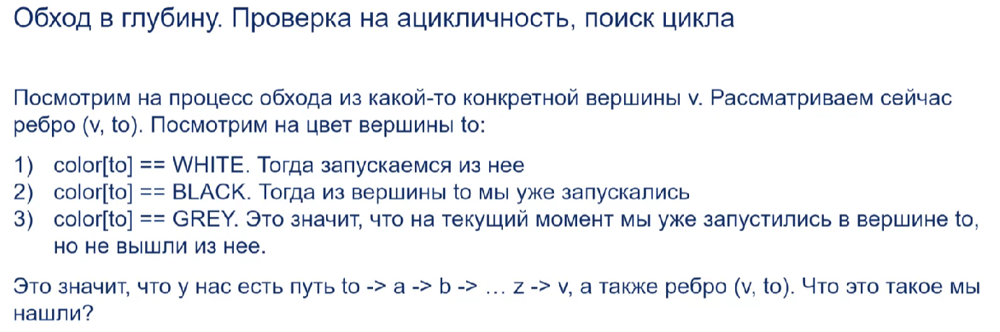 Обход в глубину. Проверка на ацикличность, поиск цикла
Посмотрим на процесс обхода из какой-то конкретной вершины v. Рассматриваем сейчас
ребро (v, to). Посмотрим на цвет вершины to:
1) color[to] == WHITE. Тогда запускаемся из нее
2) color[to] == BLACK. Тогда из вершины to мы уже запускались
3) color[to] == GREY. Это значит, что на текущий момент мы уже запустились в вершине to,
но не вышли из нее.
Это значит, что у нас есть путь to -> a -> b -> … z -> v, а также ребро (v, to). Что это такое мы
нашли?